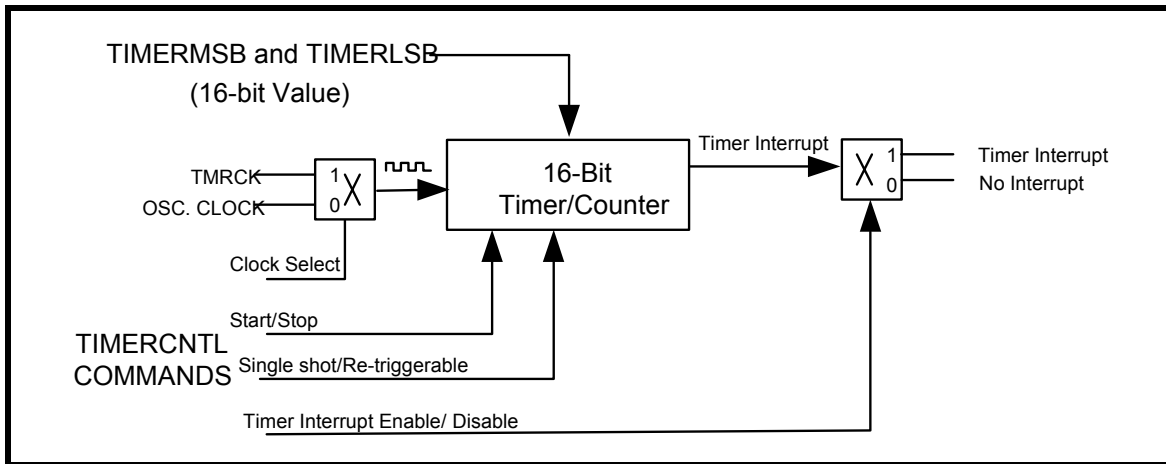 TIMERMSB and TIMERLSB
(16-bit Value)
TMRCK
OSC. CLOCK
1
0
X
Clock Select
16-Bit
Timer/Counter
Timer Interrupt
X
1
0
Timer Interrupt
No Interrupt
Start/Stop
TIMERCNTL
COMMANDS
Single shot/Re-triggerable
Timer Interrupt Enable/ Disable